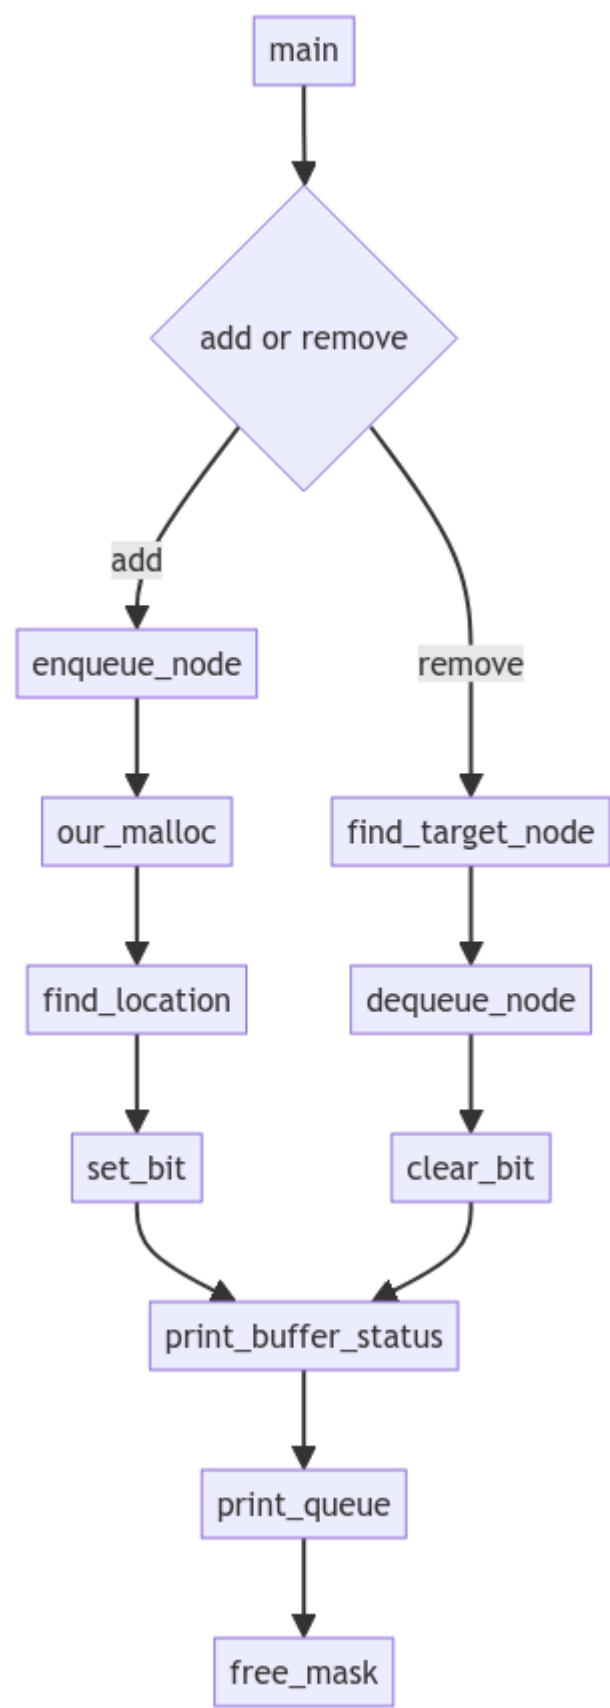 main
add or remove
add
enqueue_node
remove
our_malloc
find_target_node
find_location
dequeue_node
set_bit
clear_bit
print_buffer_status
print_queue
free_mask